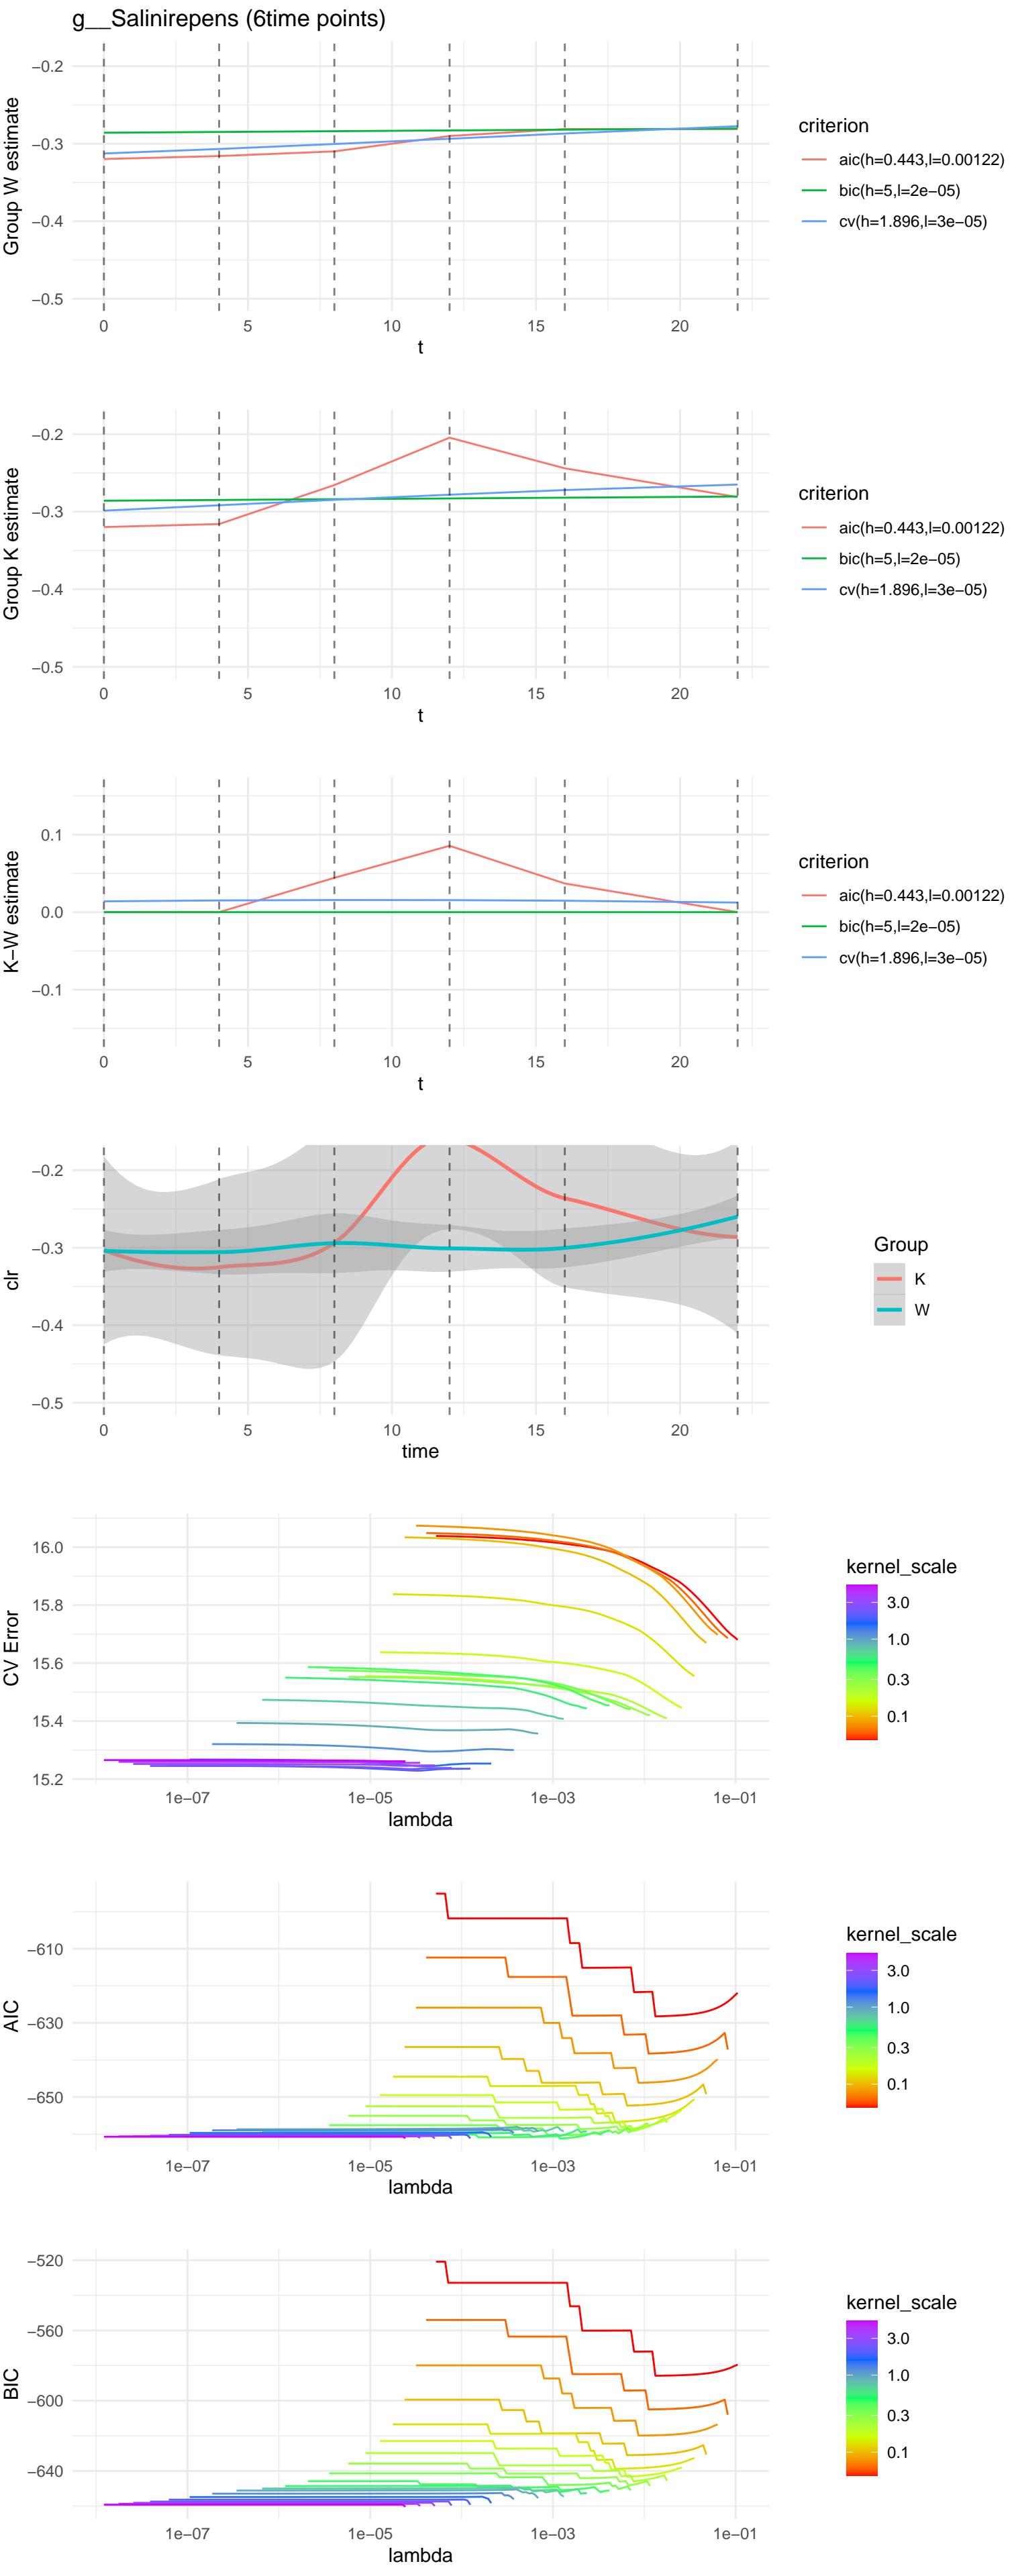 g__Salinirepens (6time points)
Group W estimate
−0.2
−0.3
−0.4
−0.5
0 5 10 15 20
t
criterion
aic(h=0.443,l=0.00122)
bic(h=5,l=2e−05)
cv(h=1.896,l=3e−05)
Group K estimate
−0.2
−0.3
−0.4
−0.5
0 5 10 15 20
t
criterion
aic(h=0.443,l=0.00122)
bic(h=5,l=2e−05)
cv(h=1.896,l=3e−05)
K−W estimate
0.1
0.0
−0.1
0 5 10 15 20
t
criterion
aic(h=0.443,l=0.00122)
bic(h=5,l=2e−05)
cv(h=1.896,l=3e−05)
clr
−0.2
−0.3
−0.4
−0.5
0 5 10 15 20
time
Group
K
W
CV Error
16.0
15.8
15.6
15.4
15.2
1e−07 1e−05 1e−03 1e−01
lambda
kernel_scale
3.0
1.0
0.3
0.1
AIC
−610
−630
−650
1e−07 1e−05 1e−03 1e−01
lambda
kernel_scale
3.0
1.0
0.3
0.1
BIC
−520
−560
−600
−640
1e−07 1e−05 1e−03 1e−01
lambda
kernel_scale
3.0
1.0
0.3
0.1